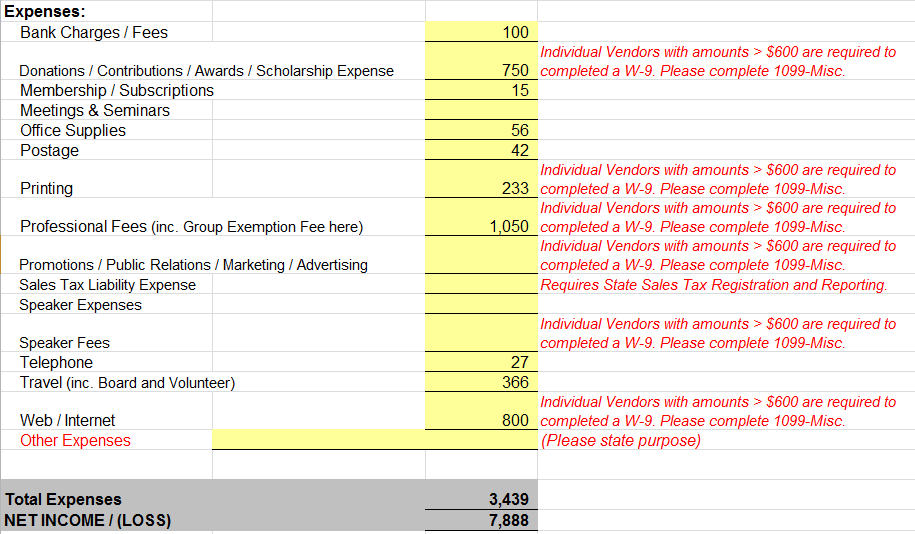 Expenses:
Bank Charges / Fees 100
Individual Vendors with amounts > $600 are required to
Donations / Contributions / Awards / Scholarship Expense 750 completed a W-9. Please complete 1099-Misc.
Membership / Subscriptions 15
Meetings & Seminars
Office Supplies 56
Postage 42
Individual Vendors with amounts > $600 are required to
Printing 233 completed a W-9. Please complete 1099-Misc.
Individual Vendors with amounts > $600 are required to
Professional Fees (inc. Group Exemption Fee here) 1,050 completed a W-9. Please complete 1099-Misc.
Individual Vendors with amounts > $600 are required to
Promotions / Public Relations / Marketing / Advertising completed a W-9. Please complete 1099-Misc.
Sales Tax Liability Expense Requires State Sales Tax Registration and Reporting.
Speaker Expenses
Individual Vendors with amounts > $600 are required to
Speaker Fees completed a W-9. Please complete 1099-Misc.
Telephone 27
Travel (inc. Board and Volunteer) 366
Individual Vendors with amounts > $600 are required to
Web / Internet 800 completed a W-9. Please complete 1099-Misc.
Other Expenses (Please state purpose)
Total Expenses 3,439
NET INCOME / (LOSS) 7,888